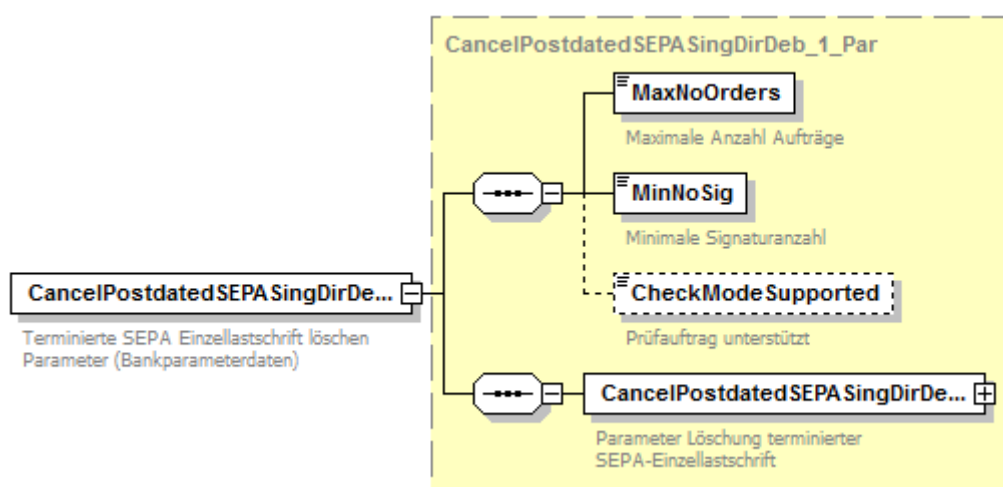 CancelPostdatedSEPASingDirDeb_1_Par
MaxNoOrders
Maximale Anzahl Aufträge
MinNoSig
Minimale Signaturanzahl
CancelPostdatedSEPASingDirDe...
Terminierte SEPA Einzellastschrift löschen
Parameter (Bankparameterdaten)
CheckModeSupported
Prüfauftrag unterstützt
CancelPostdatedSEPASingDirDe...
Parameter Löschung terminierter
SEPA-Einzellastschrift